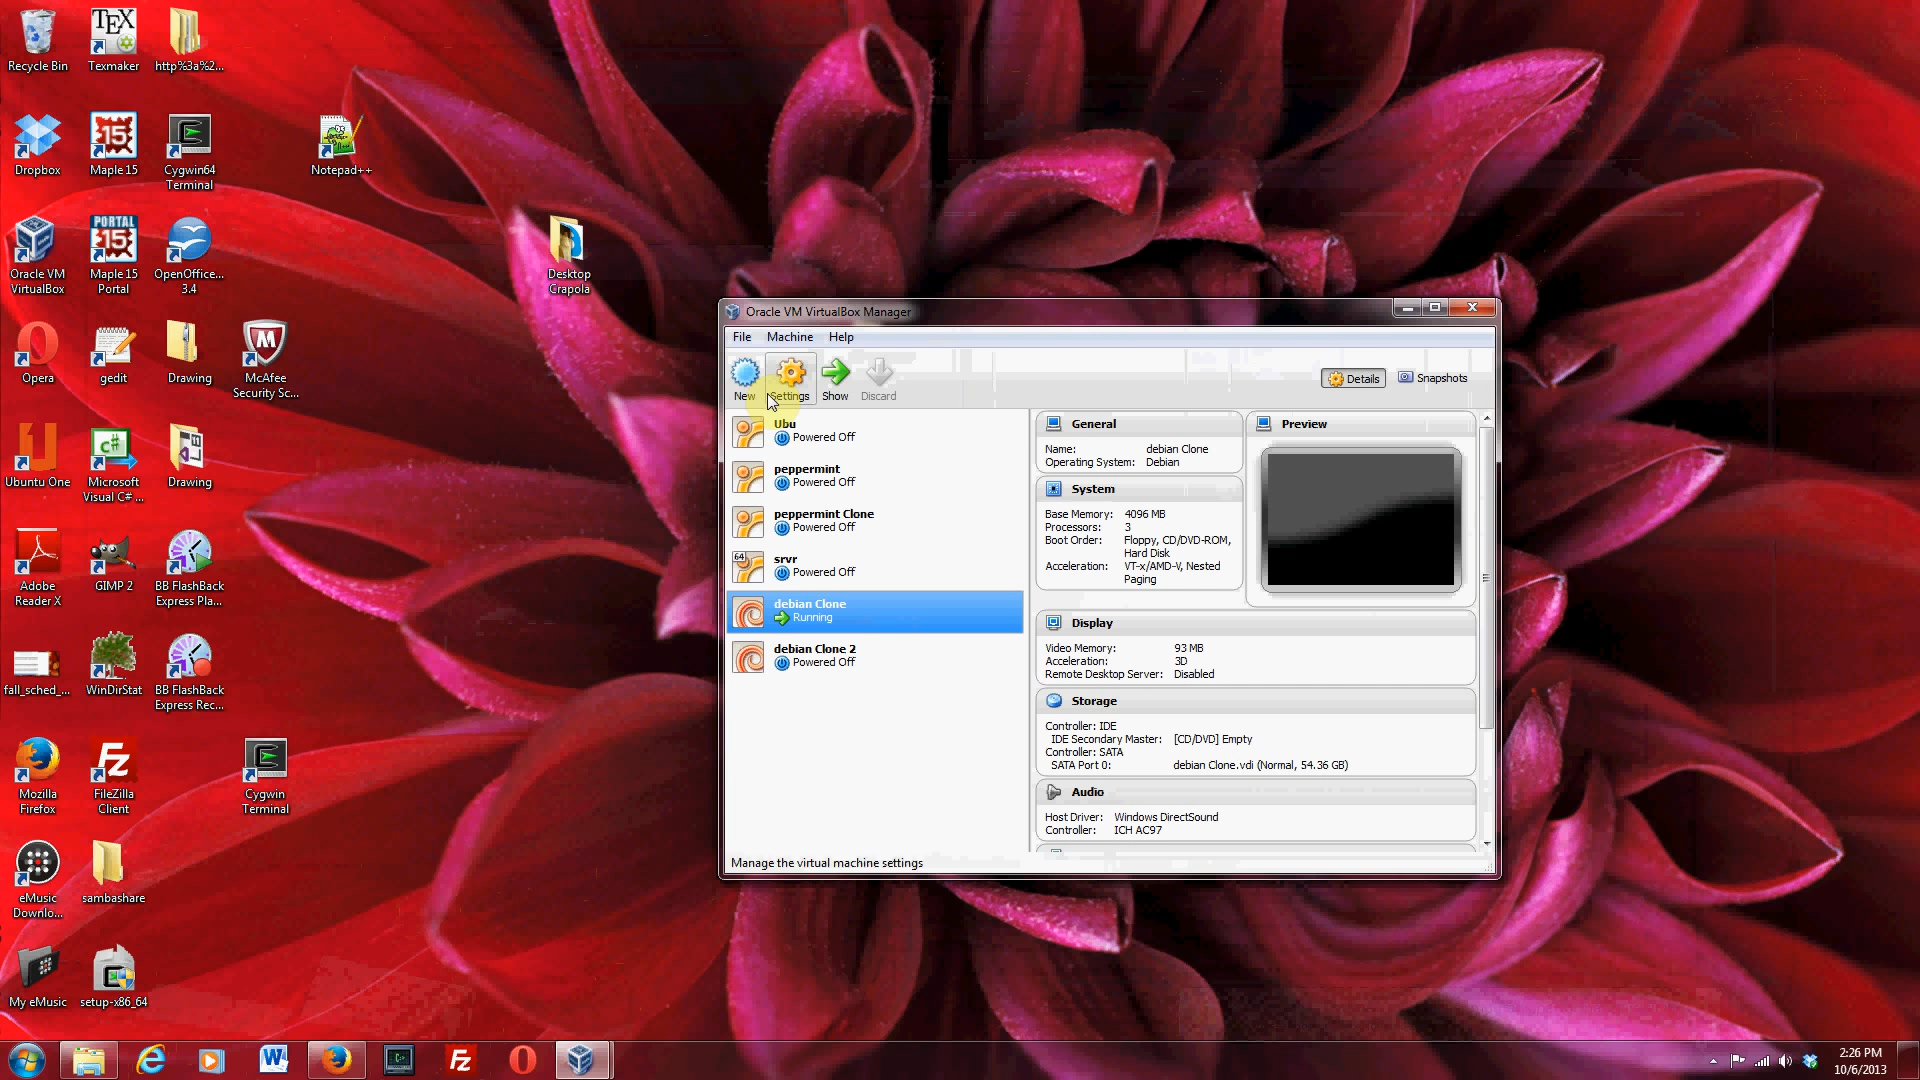 Recycle Bin
Texmaker
http%3a%2...
Dropbox
Maple 15
Cygwin64
Terminal
Notepad++
Oracle VM
VirtualBox
Maple 15
Portal
OpenOffice...
3.4
Desktop
Crapola
Opera
gedit
Drawing
McAfee
Security Sc...
Ubuntu One
Microsoft
Visual C# ...
Drawing
Adobe
Reader X
GIMP 2
BB FlashBack
Express Pla...
fall_sched_...
WinDirStat
BB FlashBack
Express Rec...
Mozilla
Firefox
FileZilla
Client
Cygwin
Terminal
eMusic
Downlo...
sambashare
My eMusic
setup-x86_64
TEX
15
PORTAL
15
Fz
Oracle VM VirtualBox Manager
File Machine Help
New Settings Show Discard
Details Snapshots
Ubu
Powered Off
peppermint
Powered Off
peppermint Clone
Powered Off
64
srvr
Powered Off
debian Clone
Running
debian Clone 2
Powered Off
General
Name: debian Clone
Operating System: Debian
System
Base Memory: 4096 MB
Processors: 3
Boot Order: Floppy, CD/DVD-ROM,
Hard Disk
Acceleration: VT-x/AMD-V, Nested
Paging
Preview
Display
Video Memory: 93 MB
Acceleration: 3D
Remote Desktop Server: Disabled
Storage
Controller: IDE
IDE Secondary Master: [CD/DVD] Empty
Controller: SATA
SATA Port 0: debian Clone.vdi (Normal, 54.36 GB)
Audio
Host Driver: Windows DirectSound
Controller: ICH AC97
Manage the virtual machine settings
W
Fz
2:26 PM
10/6/2013